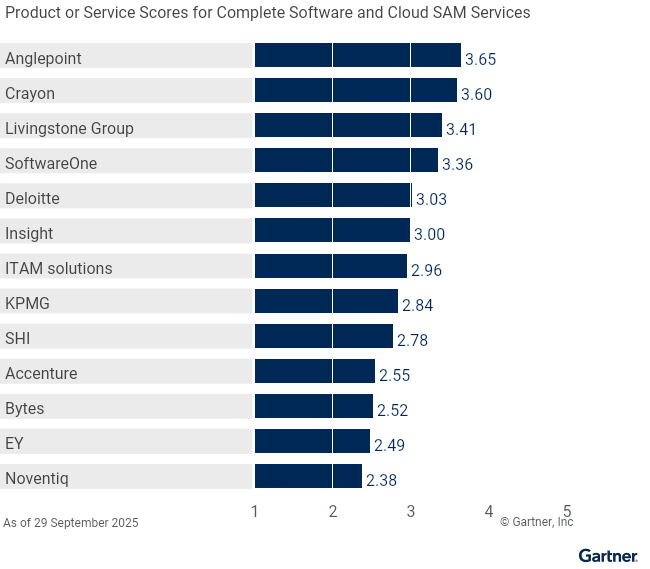 Product or Service Scores for Complete Software and Cloud SAM Services
Anglepoint 3.65
Crayon 3.60
Livingstone Group 3.41
SoftwareOne 3.36
Deloitte 3.03
Insight 3.00
ITAM solutions 2.96
KPMG 2.84
SHI 2.78
Accenture 2.55
Bytes 2.52
EY 2.49
Noventiq 2.38
1 2 3 4 5
As of 29 September 2025 © Gartner, Inc
Gartner.